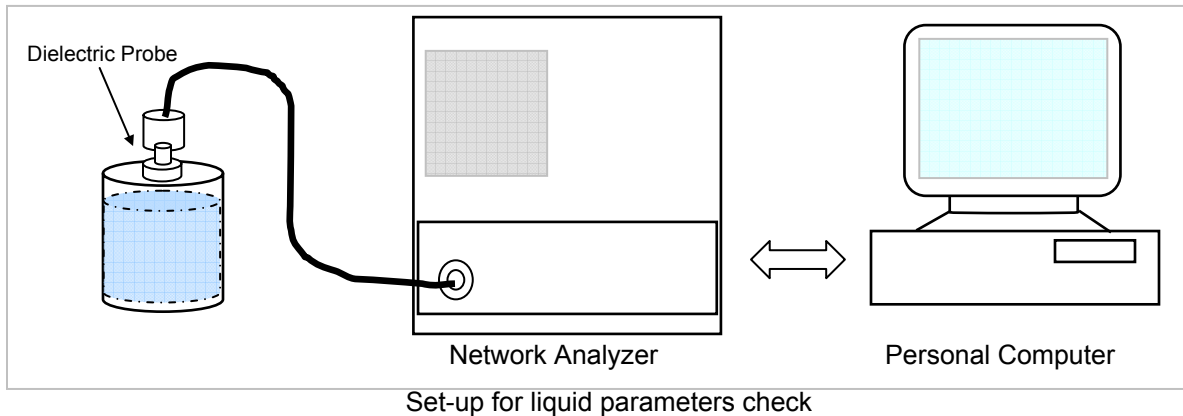 Dielectric Probe
Network Analyzer
Personal Computer
Set-up for liquid parameters check